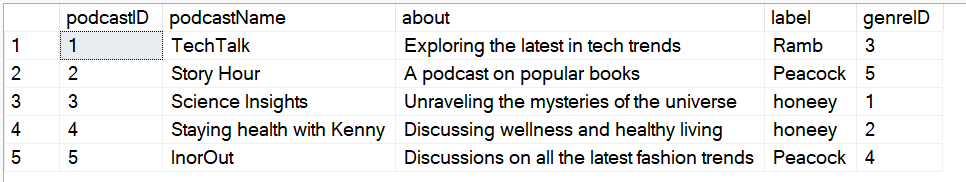 podcastID podcastName about label genreID
1 1 TechTalk Exploring the latest in tech trends Ramb 3
2 2 Story Hour A podcast on popular books Peacock 5
3 3 Science Insights Unraveling the mysteries of the universe honeey 1
4 4 Staying health with Kenny Discussing wellness and healthy living honeey 2
5 5 InorOut Discussions on all the latest fashion trends Peacock 4